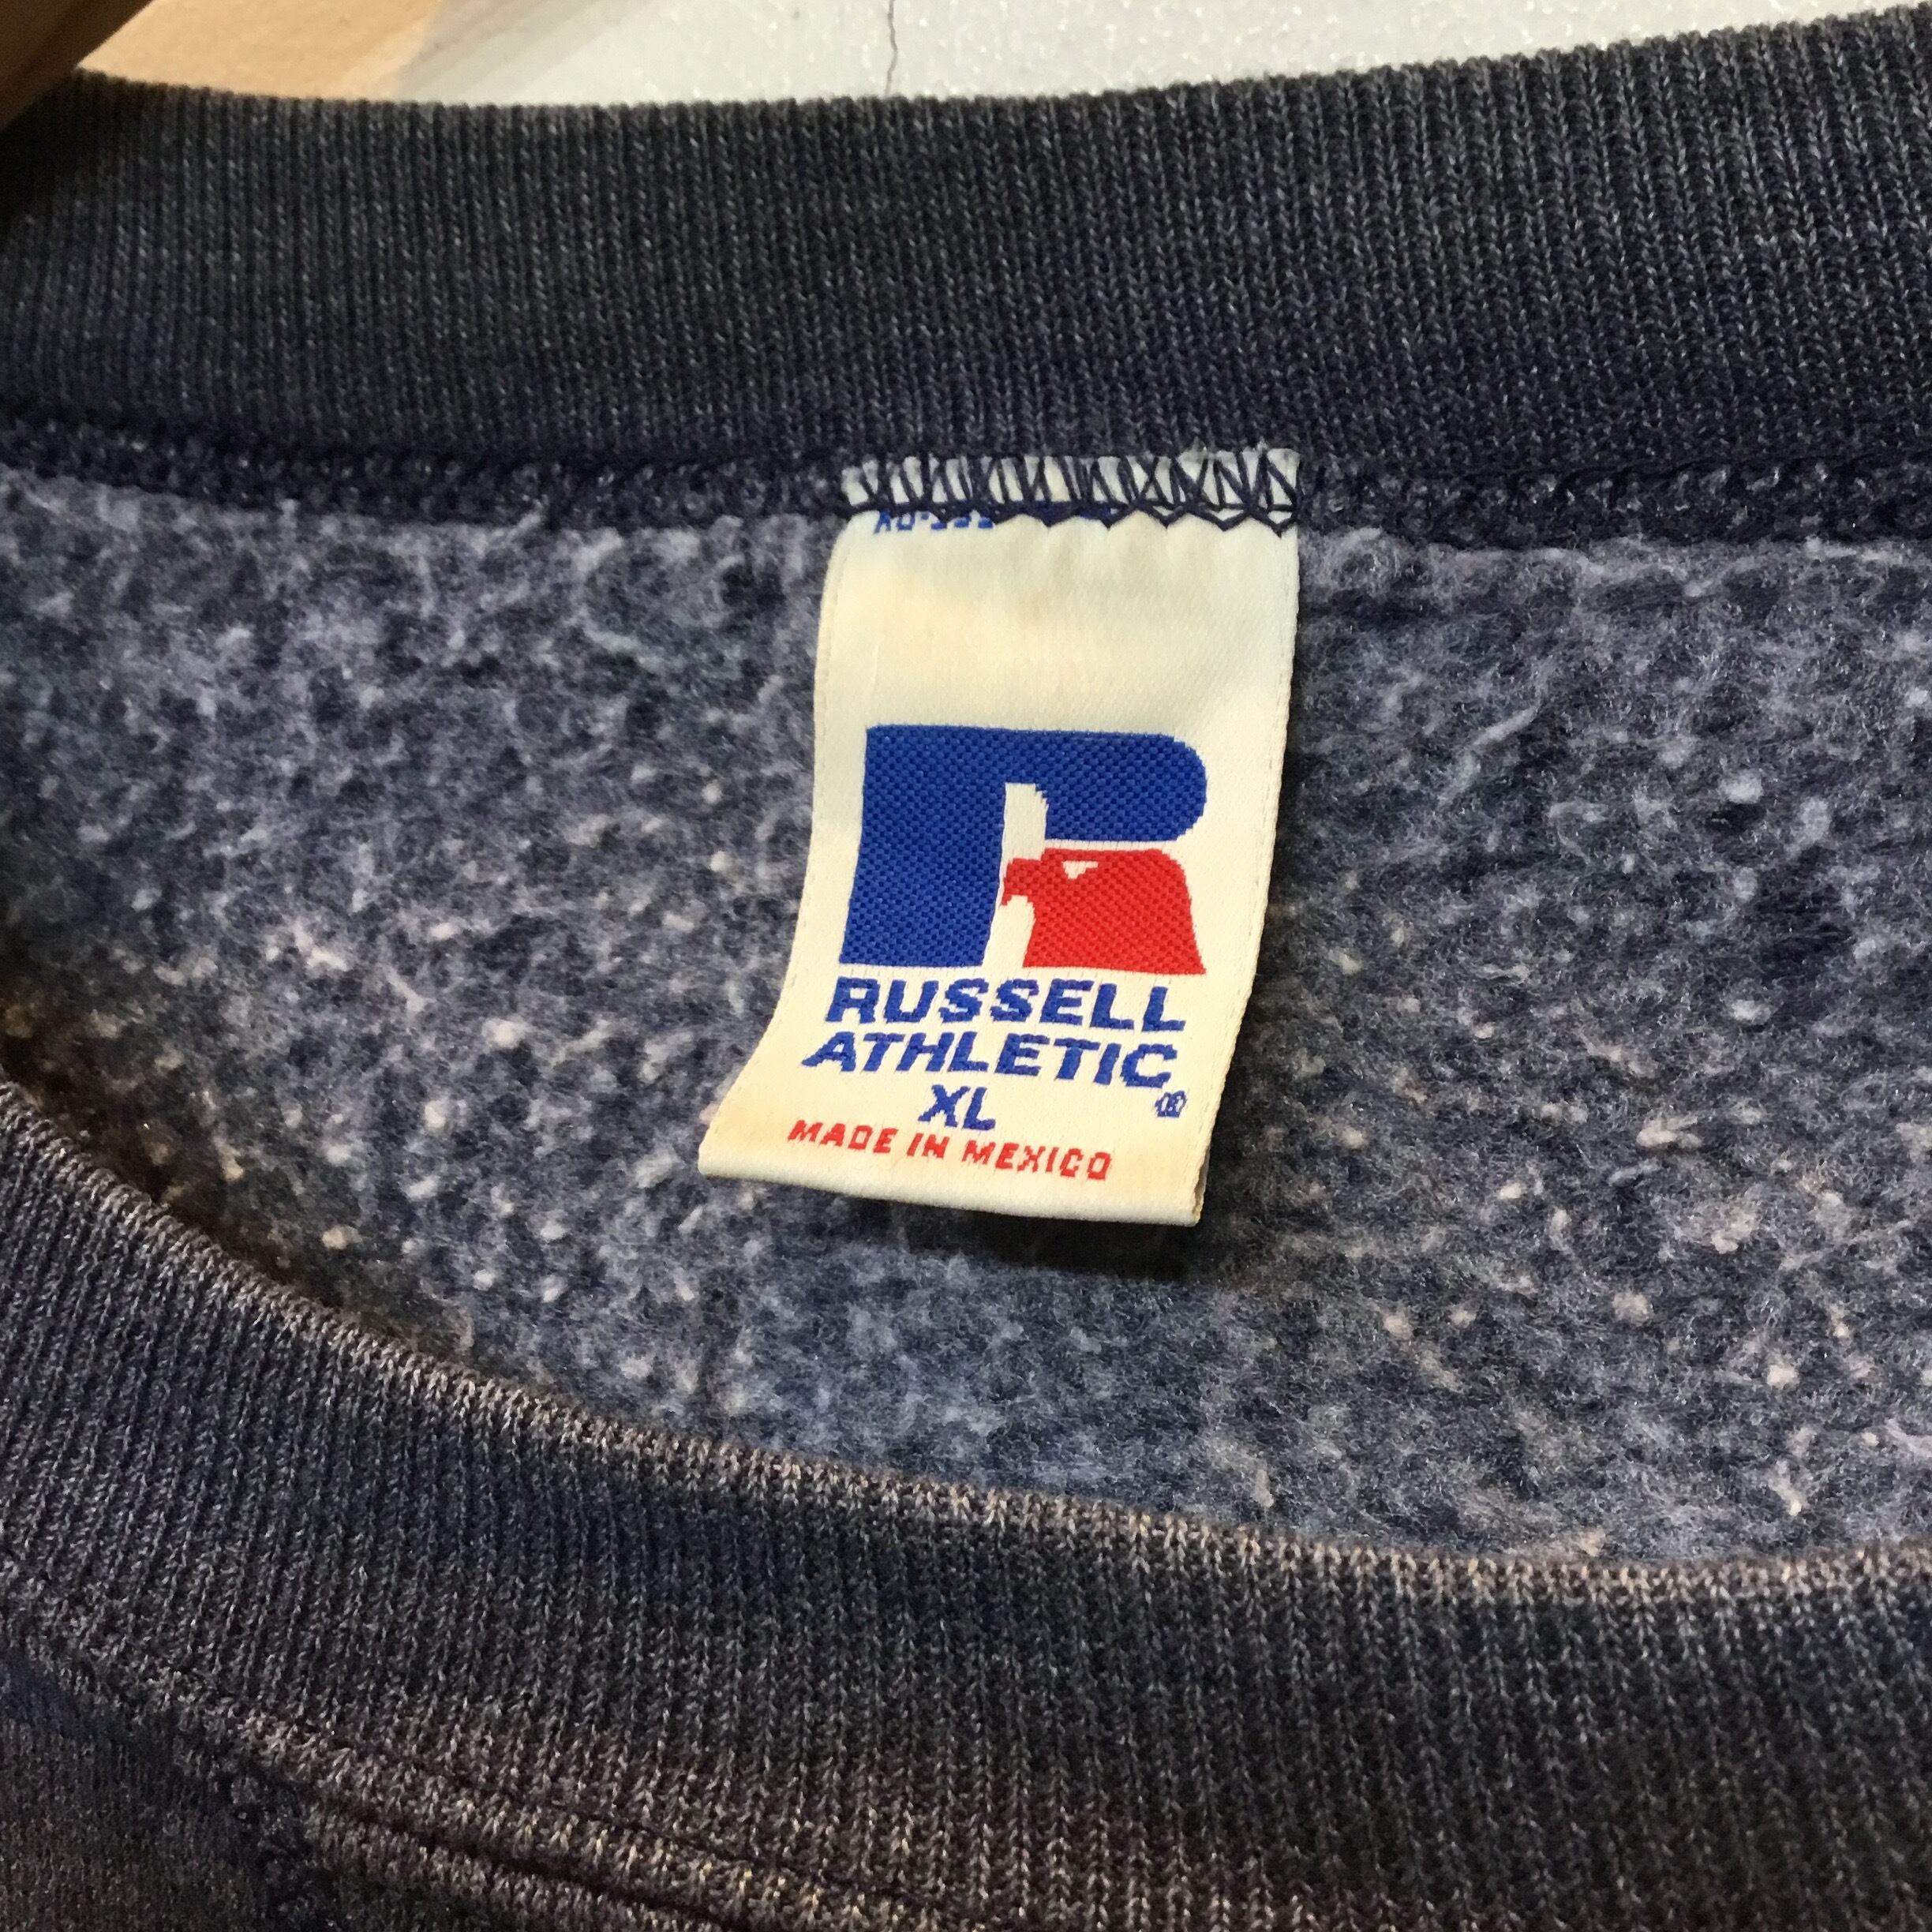 RUSSELL
ATHLETIC®
XL
MADE IN MEXICO